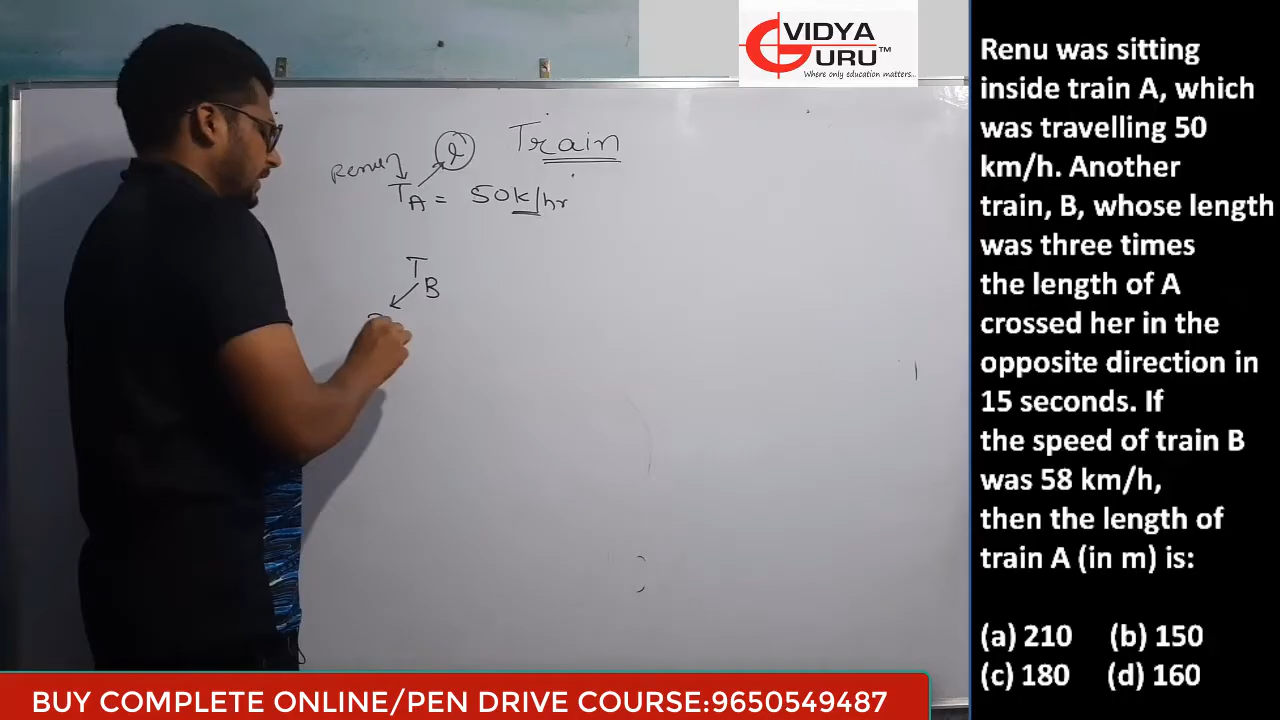 VIDYA
GURU™
Where only education matters...
Train
Renu
l
T_A = 50k/hr
T_B
Renu was sitting
inside train A, which
was travelling 50
km/h. Another
train, B, whose length
was three times
the length of A
crossed her in the
opposite direction in
15 seconds. If
the speed of train B
was 58 km/h,
then the length of
train A (in m) is:
(a) 210 (b) 150
(c) 180 (d) 160
BUY COMPLETE ONLINE/PEN DRIVE COURSE:9650549487